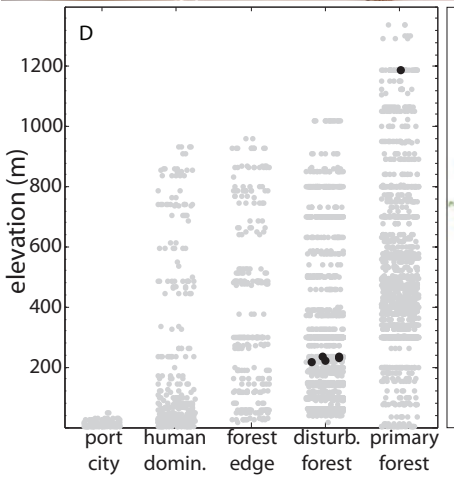 D
1200
1000
800
600
400
200
elevation (m)
port city
human domin.
forest edge
disturb. forest
primary forest